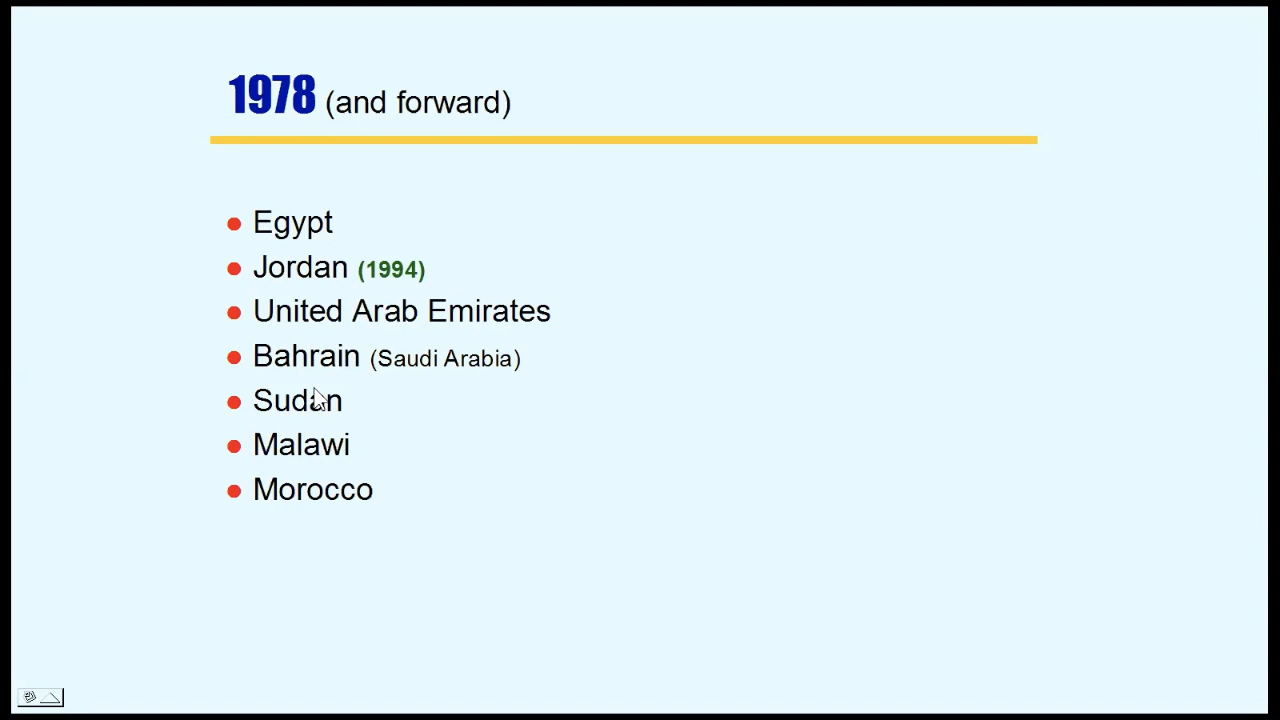 1978 (and forward)
Egypt
Jordan (1994)
United Arab Emirates
Bahrain (Saudi Arabia)
Sudan
Malawi
Morocco